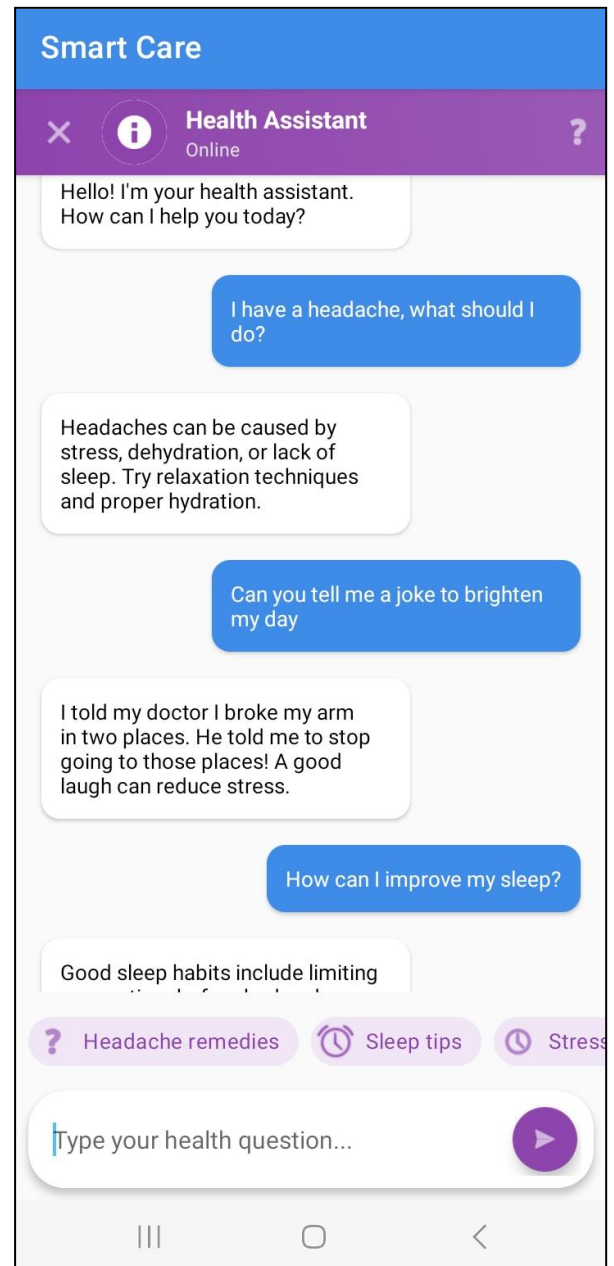 Smart Care
Health Assistant
Online
Hello! I'm your health assistant.
How can I help you today?
I have a headache, what should I
do?
Headaches can be caused by
stress, dehydration, or lack of
sleep. Try relaxation techniques
and proper hydration.
Can you tell me a joke to brighten
my day
I told my doctor I broke my arm
in two places. He told me to stop
going to those places! A good
laugh can reduce stress.
How can I improve my sleep?
Good sleep habits include limiting
? Headache remedies
Sleep tips
Stress
Type your health question...